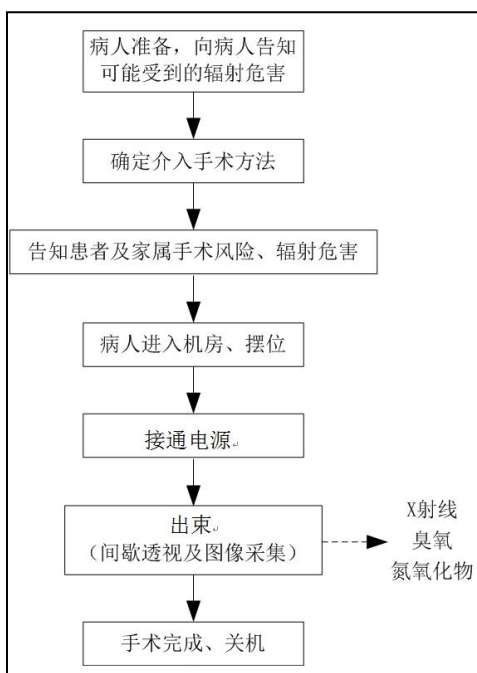 病人准备，向病人告知
可能受到的辐射危害
确定介入手术方法
告知患者及家属手术风险、辐射危害
病人进入机房、摆位
接通电源
出束
（间歇透视及图像采集）
X射线
臭氧
氮氧化物
手术完成、关机